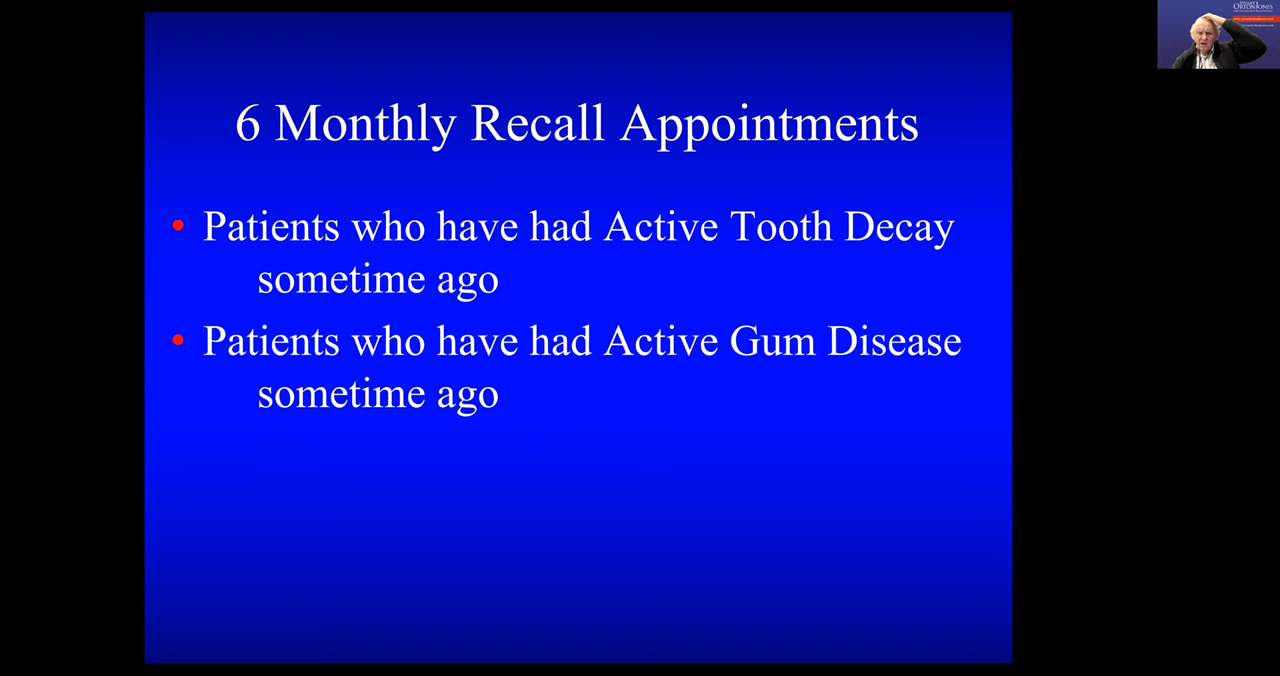 6 Monthly Recall Appointments
• Patients who have had Active Tooth Decay
sometime ago
• Patients who have had Active Gum Disease
sometime ago
ORTONJONES